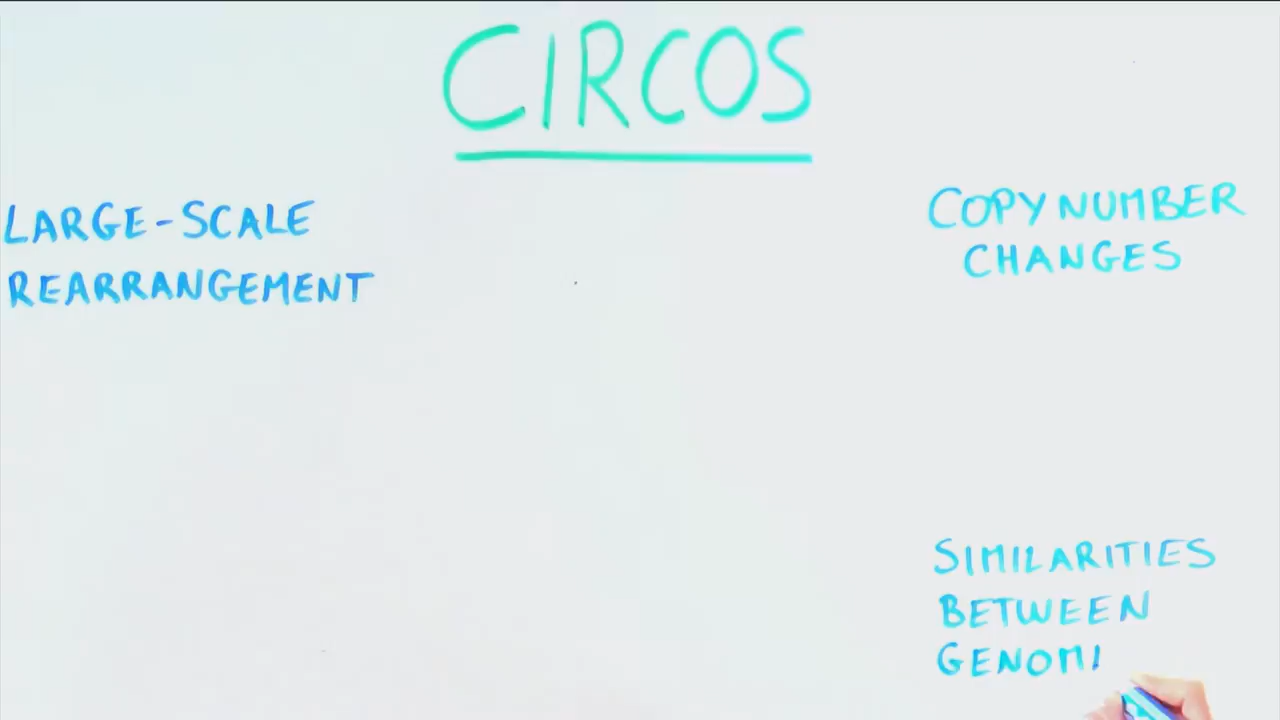 CIRCOS
LARGE-SCALE
REARRANGEMENT
COPY NUMBER
CHANGES
SIMILARITIES
BETWEEN
GENOM